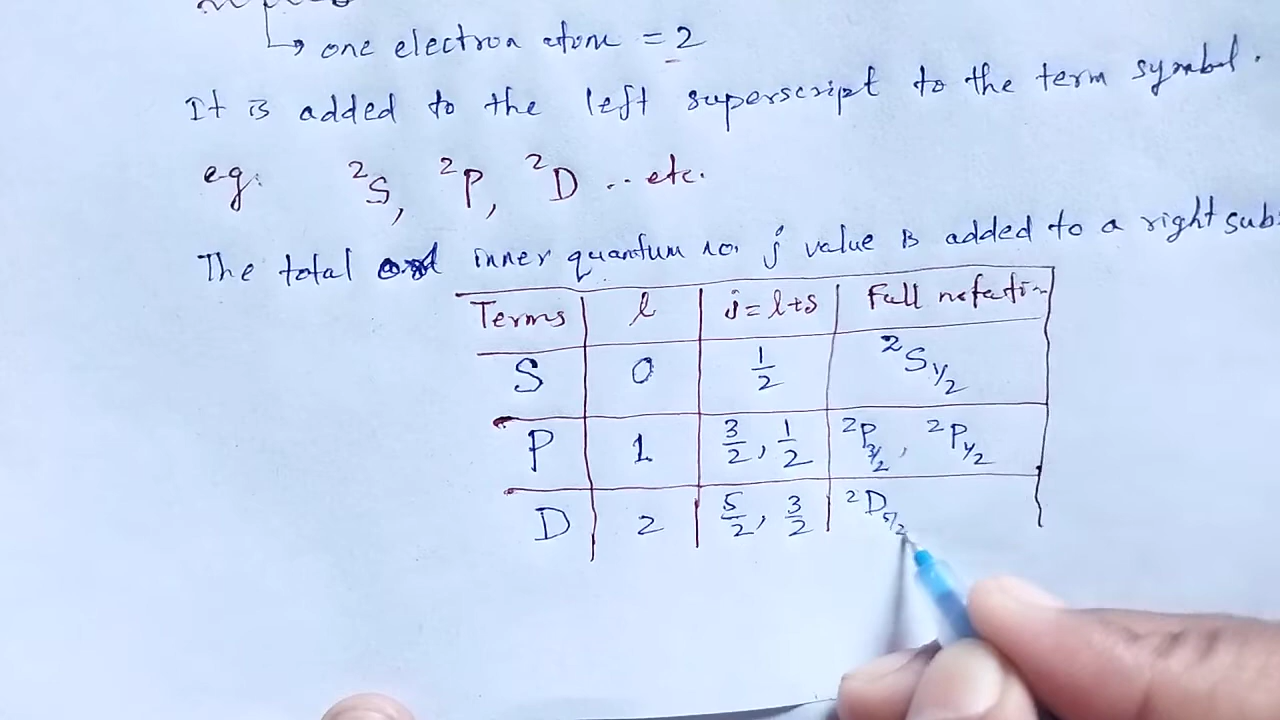 one electron atom = 2
It is added to the left superscript to the term symbol.
eg: ²S, ²P, ²D ... etc.
The total inner quantum no. j value is added to a right sub
Terms l j = l+s Full
S 0 1/2 ²S1/2
P 1 3/2, 1/2 ²P3/2, ²P1/2
D 2 5/2, 3/2 ²D5/2